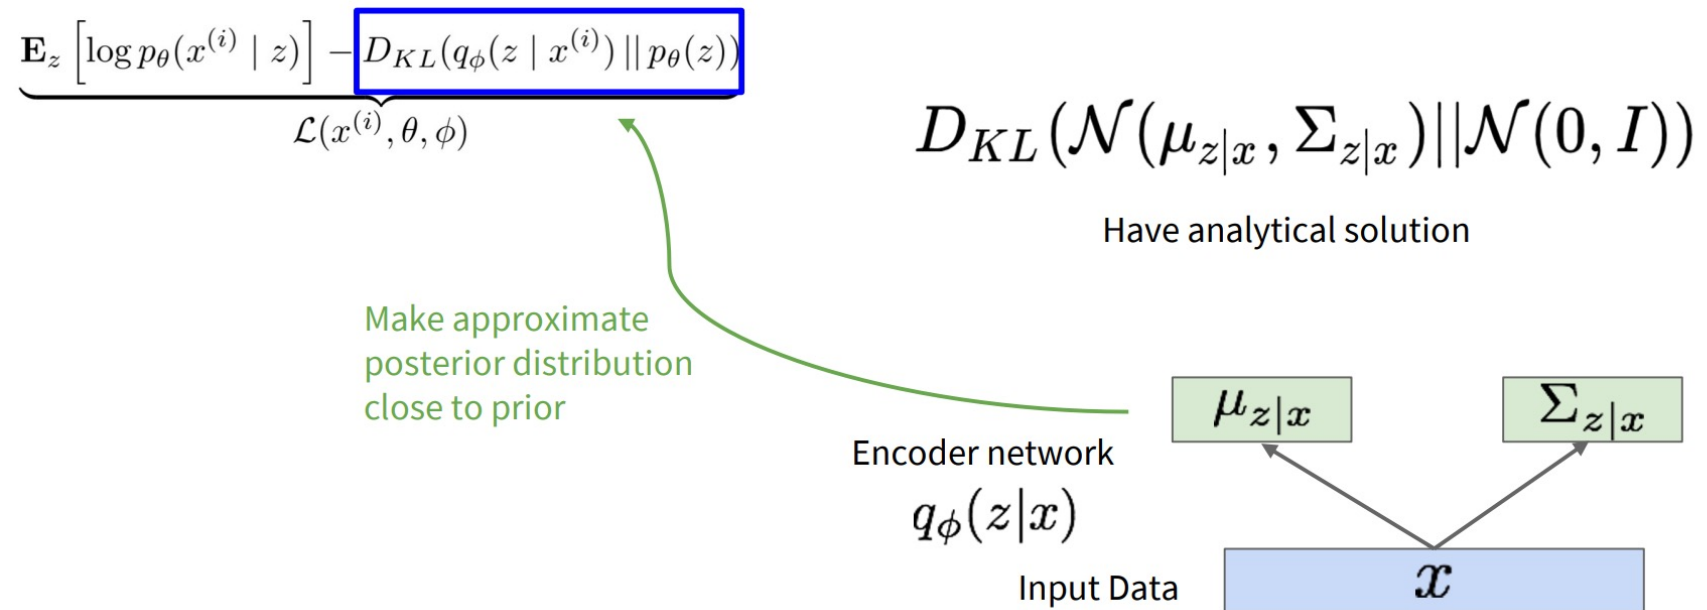 E_z [log p_θ(x^(i) | z)] − D_KL(q_ϕ(z | x^(i)) || p_θ(z))
ℒ(x^(i), θ, ϕ)
D_KL(𝒩(μ_z|x, Σ_z|x)||𝒩(0, I))
Have analytical solution
Make approximate
posterior distribution
close to prior
μ_z|x
Σ_z|x
Encoder network
q_ϕ(z|x)
Input Data
x